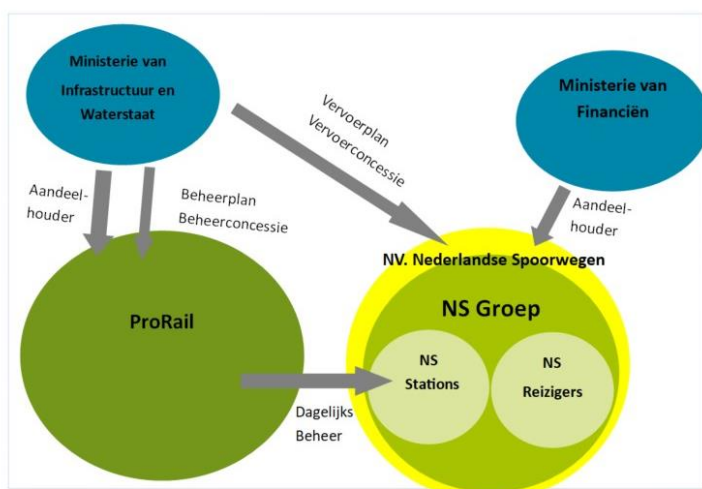 Ministerie van
Infrastructuur en
Waterstaat
Ministerie van
Financiën
Vervoerplan
Vervoerconcessie
Aandeel-
houder
Beheerplan
Beheerconcessie
Aandeel-
houder
NV. Nederlandse Spoorwegen
ProRail
NS Groep
NS
Stations
NS
Reizigers
Dagelijks
Beheer